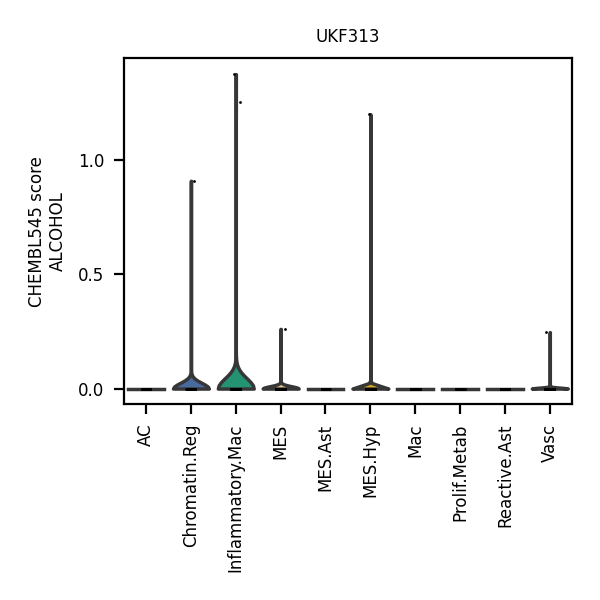 UKF313
CHEMBL545 score
ALCOHOL
1.0
0.5
0.0
AC
Chromatin.Reg
Inflammatory.Mac
MES
MES.Ast
MES.Hyp
Mac
Prolif.Metab
Reactive.Ast
Vasc